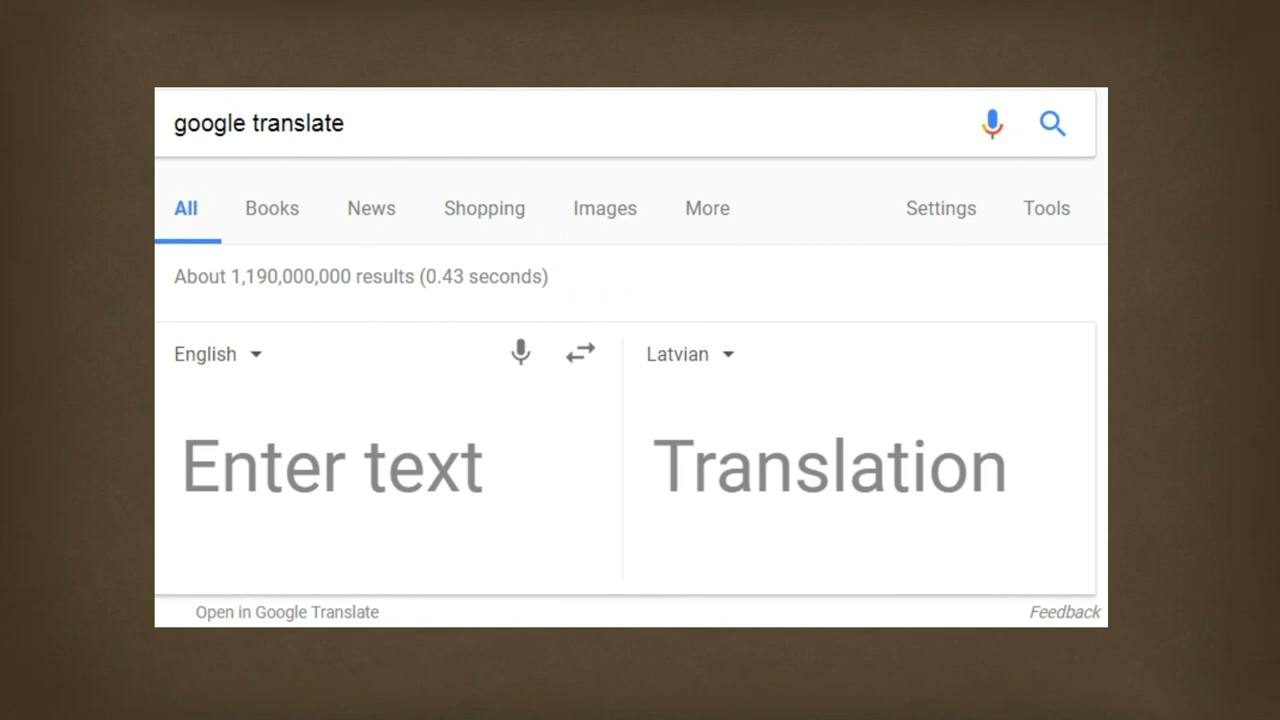 google translate
All Books News Shopping Images More Settings Tools
About 1,190,000,000 results (0.43 seconds)
English Latvian
Enter text Translation
Open in Google Translate Feedback